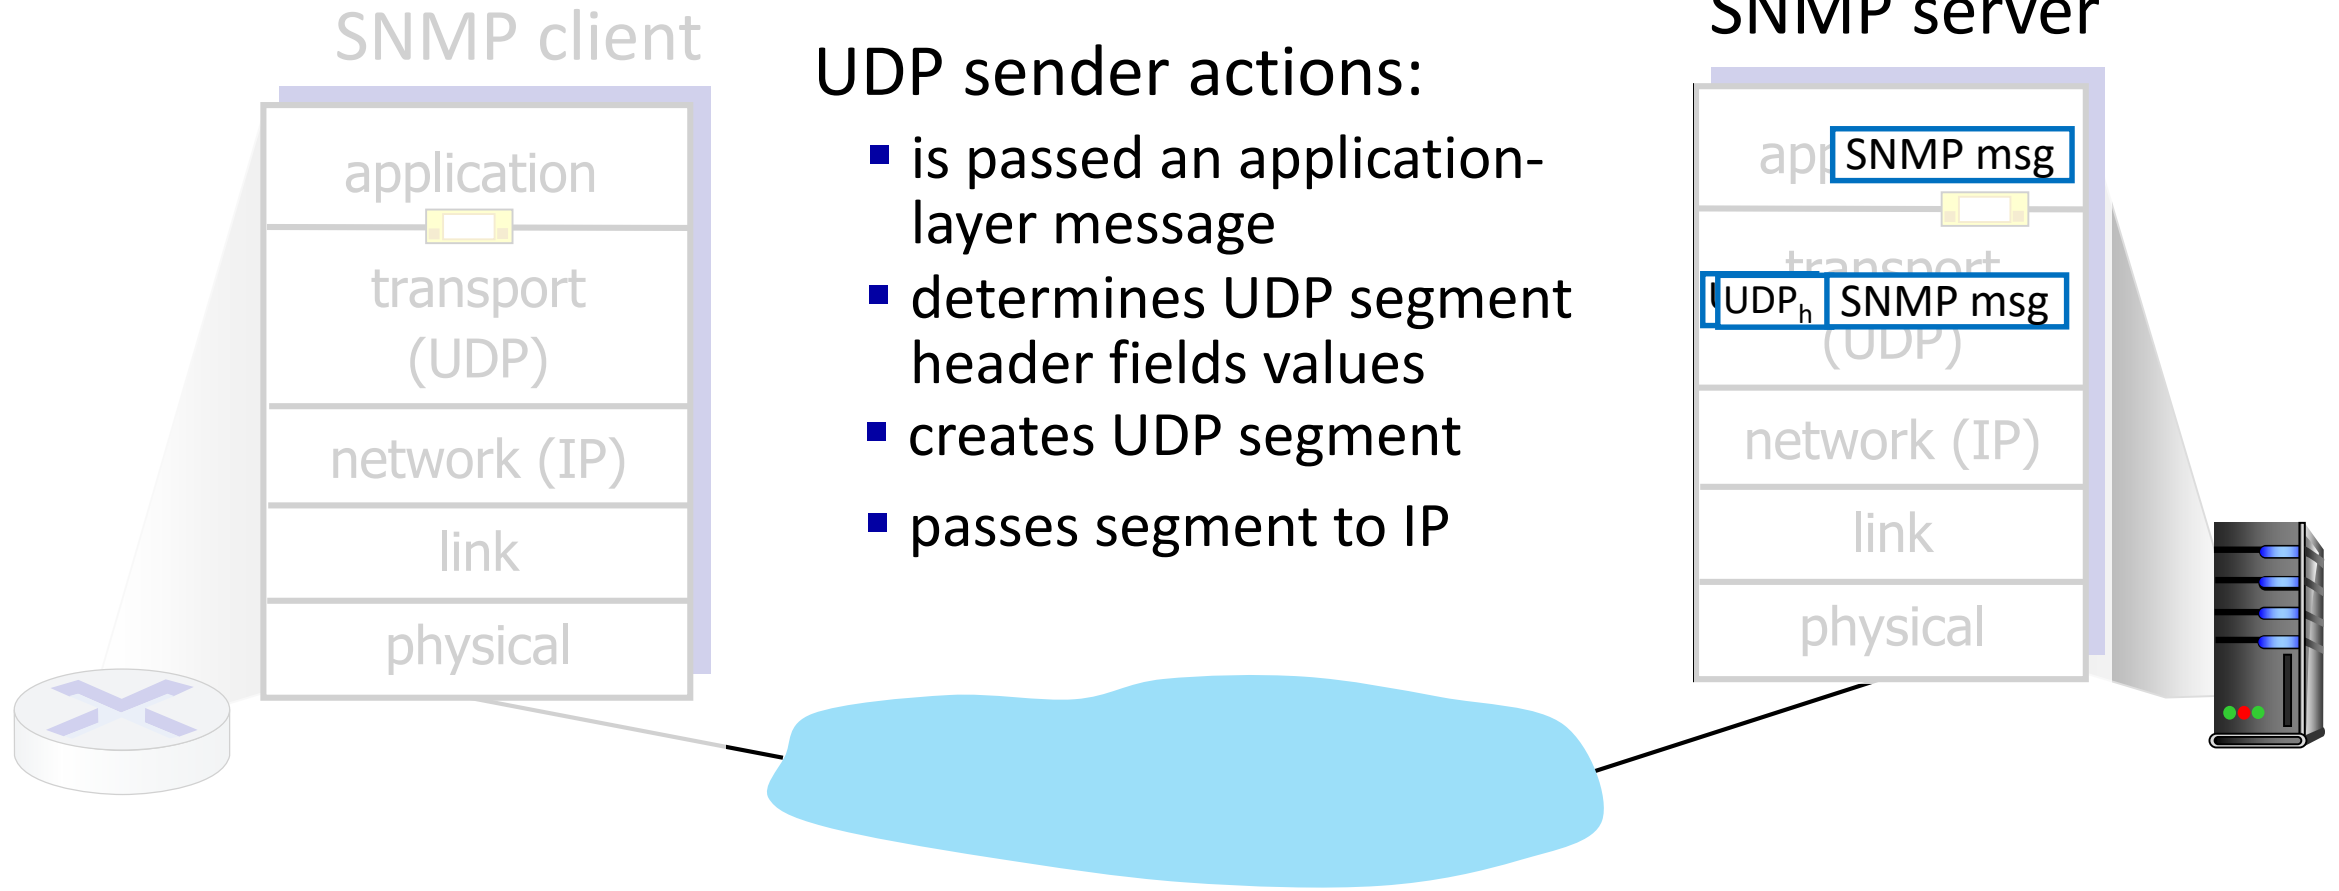 SNMP client
application
transport
(UDP)
network (IP)
link
physical
UDP sender actions:
is passed an application-
layer message
determines UDP segment
header fields values
creates UDP segment
passes segment to IP
SNMP server
SNMP msg
transport
UDPh SNMP msg
(UDP)
network (IP)
link
physical